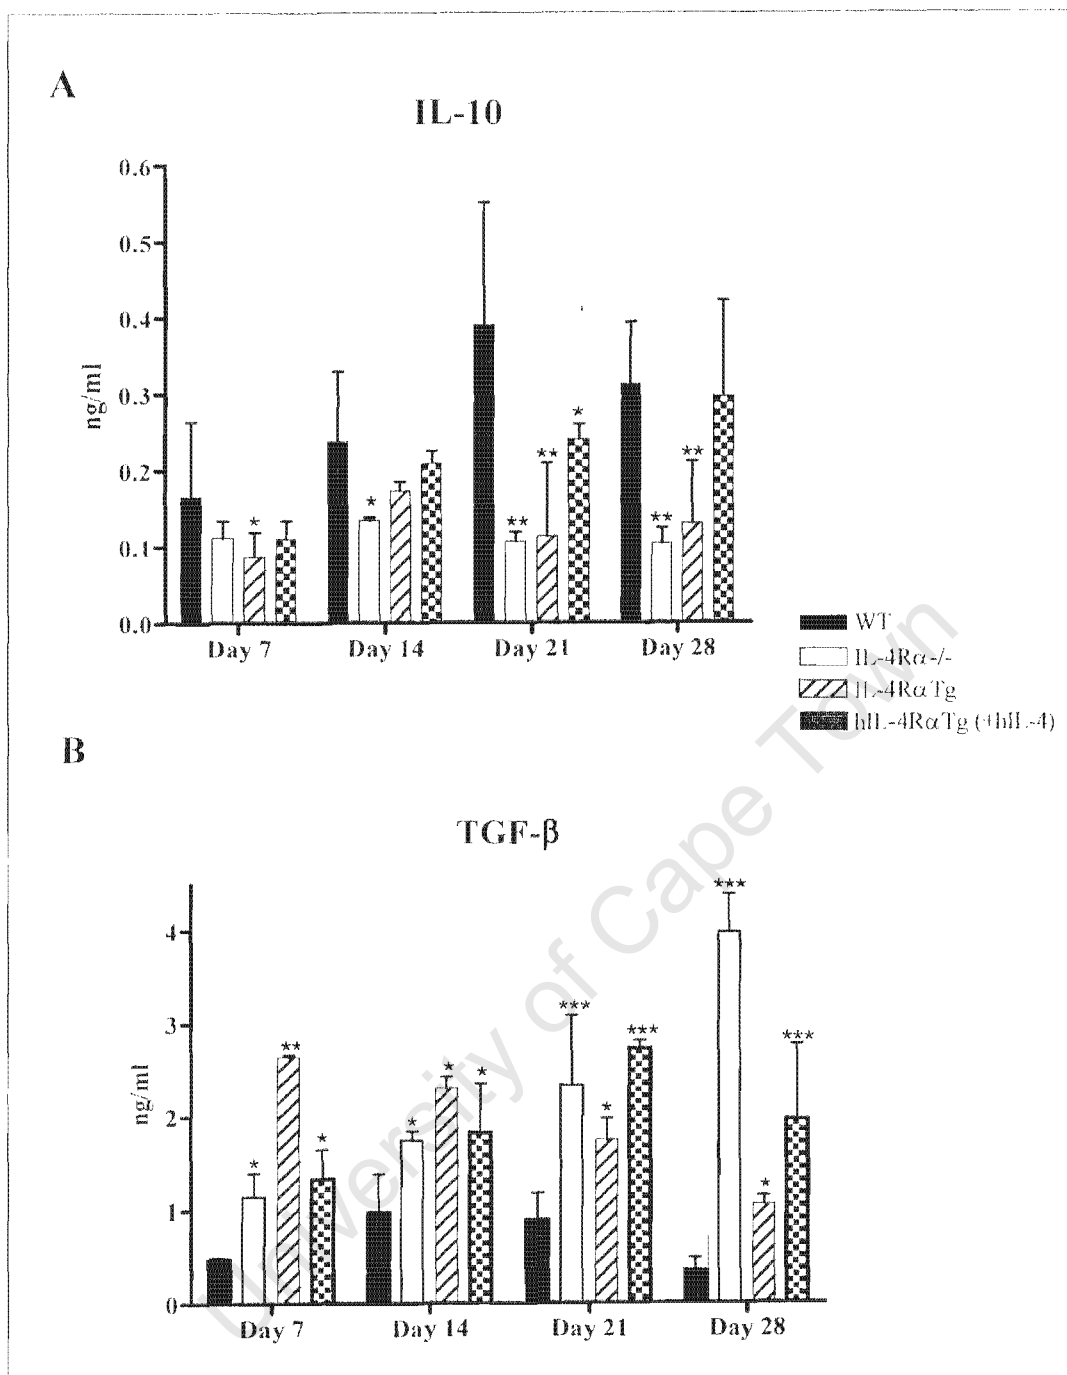 A
IL-10
ng/ml
0.6
0.5
0.4
0.3
0.2
0.1
0.0
* * ** ** * ** **
Day 7 Day 14 Day 21 Day 28
WT
IL-4Rα-/-
IL-4RαTg
hIL-4RαTg (+hIL-4)
B
TGF-β
ng/ml
4
3
2
1
0
* ** * * * * *** * *** *** * ***
Day 7 Day 14 Day 21 Day 28
University of Cape Town